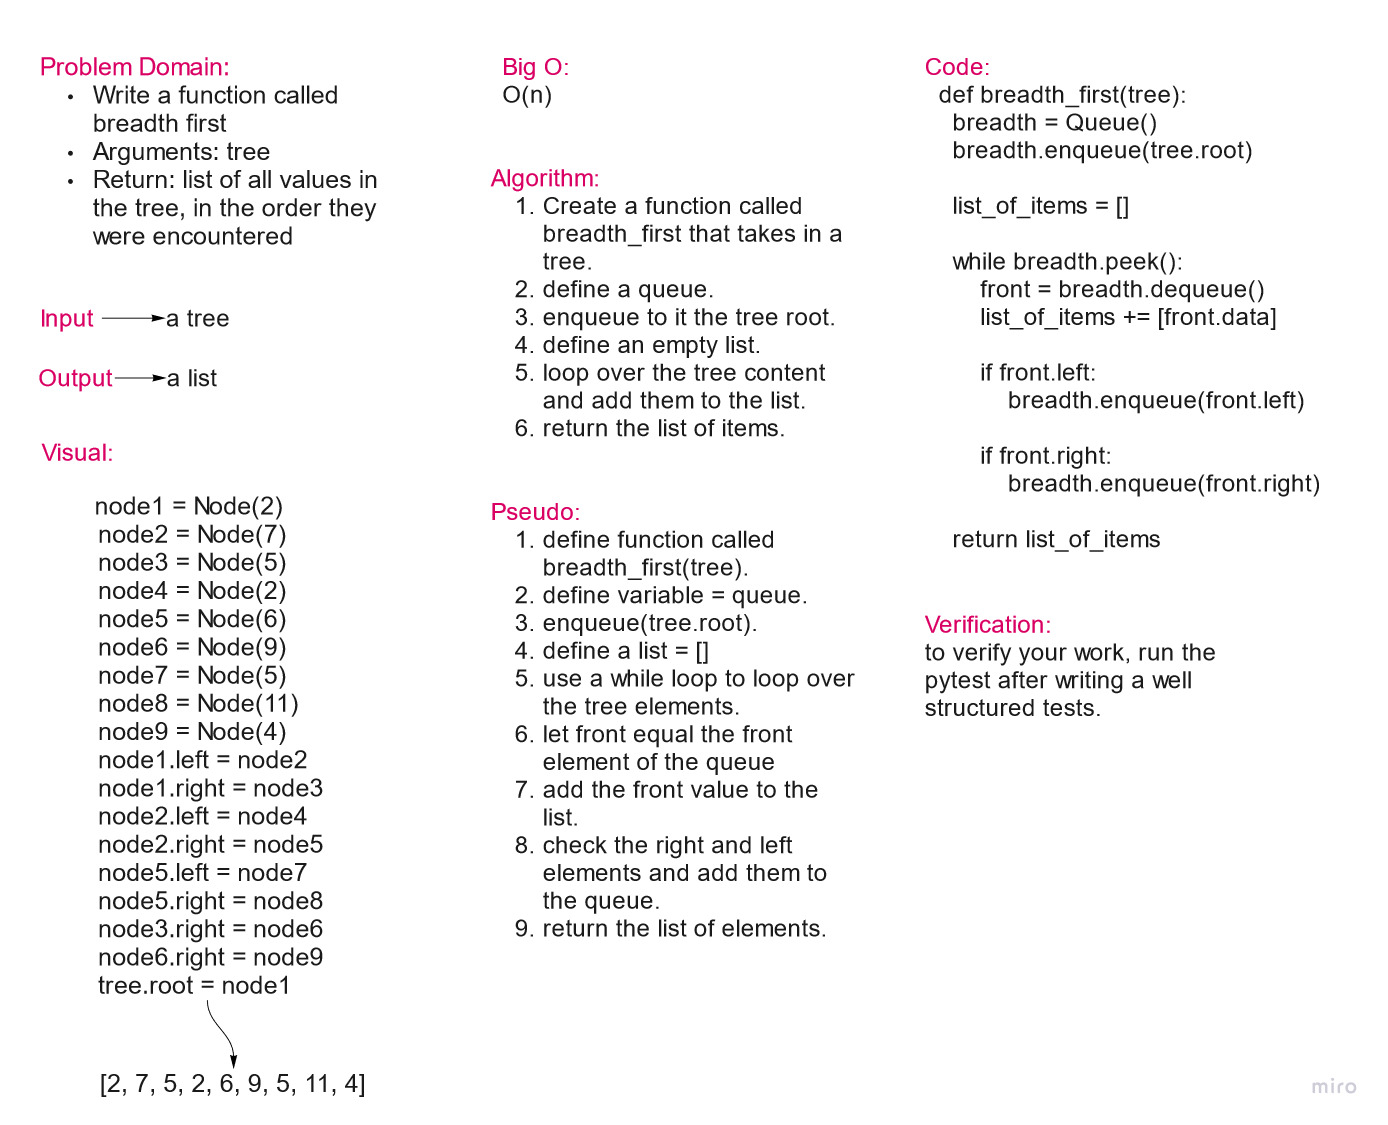 Problem Domain:
• Write a function called
breadth first
• Arguments: tree
• Return: list of all values in
the tree, in the order they
were encountered
Input a tree
Output a list
Visual:
node1 = Node(2)
node2 = Node(7)
node3 = Node(5)
node4 = Node(2)
node5 = Node(6)
node6 = Node(9)
node7 = Node(5)
node8 = Node(11)
node9 = Node(4)
node1.left = node2
node1.right = node3
node2.left = node4
node2.right = node5
node5.left = node7
node5.right = node8
node3.right = node6
node6.right = node9
tree.root = node1
[2, 7, 5, 2, 6, 9, 5, 11, 4]
Big O:
O(n)
Algorithm:
1. Create a function called
breadth_first that takes in a
tree.
2. define a queue.
3. enqueue to it the tree root.
4. define an empty list.
5. loop over the tree content
and add them to the list.
6. return the list of items.
Pseudo:
1. define function called
breadth_first(tree).
2. define variable = queue.
3. enqueue(tree.root).
4. define a list = []
5. use a while loop to loop over
the tree elements.
6. let front equal the front
element of the queue
7. add the front value to the
list.
8. check the right and left
elements and add them to
the queue.
9. return the list of elements.
Code:
def breadth_first(tree):
breadth = Queue()
breadth.enqueue(tree.root)
list_of_items = []
while breadth.peek():
front = breadth.dequeue()
list_of_items += [front.data]
if front.left:
breadth.enqueue(front.left)
if front.right:
breadth.enqueue(front.right)
return list_of_items
Verification:
to verify your work, run the
pytest after writing a well
structured tests.
miro